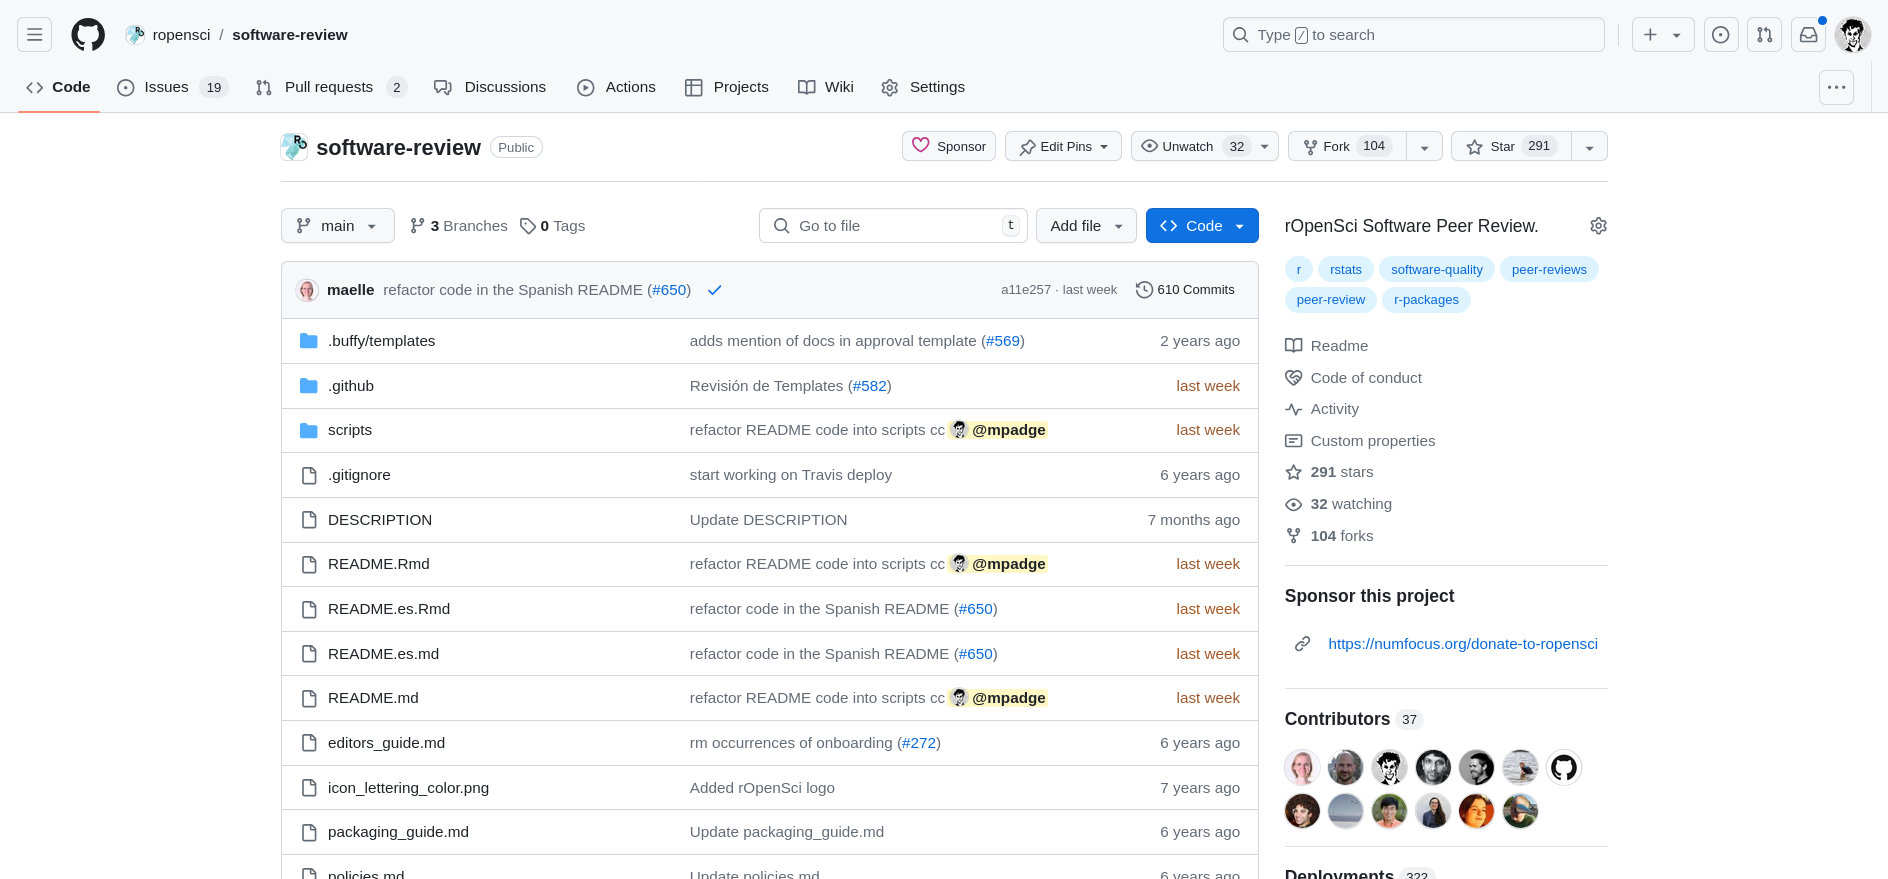 ropensci / software-review
Type / to search
Code
Issues 19
Pull requests 2
Discussions
Actions
Projects
Wiki
Settings
software-review Public
Sponsor
Edit Pins
Unwatch 32
Fork 104
Star 291
main
3 Branches
0 Tags
Go to file t
Add file
Code
maelle refactor code in the Spanish README (#650) a11e257 · last week 610 Commits
.buffy/templates adds mention of docs in approval template (#569) 2 years ago
.github Revisión de Templates (#582) last week
scripts refactor README code into scripts cc @mpadge last week
.gitignore start working on Travis deploy 6 years ago
DESCRIPTION Update DESCRIPTION 7 months ago
README.Rmd refactor README code into scripts cc @mpadge last week
README.es.Rmd refactor code in the Spanish README (#650) last week
README.es.md refactor code in the Spanish README (#650) last week
README.md refactor README code into scripts cc @mpadge last week
editors_guide.md rm occurrences of onboarding (#272) 6 years ago
icon_lettering_color.png Added rOpenSci logo 7 years ago
packaging_guide.md Update packaging_guide.md 6 years ago
policies.md Update policies.md 6 years ago
rOpenSci Software Peer Review.
r rstats software-quality peer-reviews
peer-review r-packages
Readme
Code of conduct
Activity
Custom properties
291 stars
32 watching
104 forks
Sponsor this project
https://numfocus.org/donate-to-ropensci
Contributors 37
Deployments 322